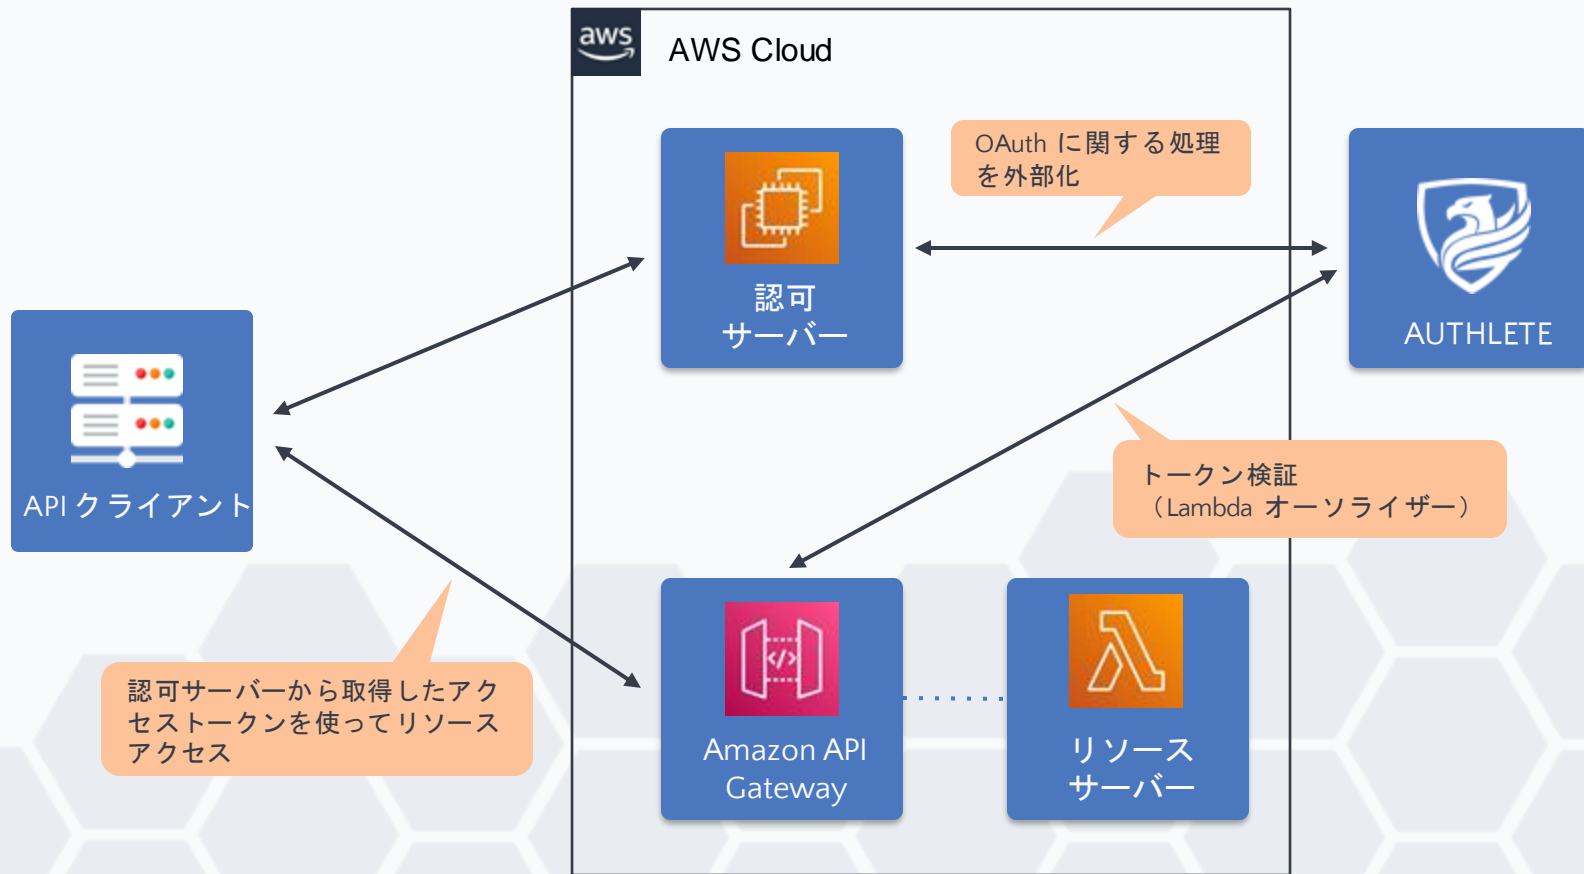 aws
AWS Cloud
OAuth に関する処理
を外部化
認可
サーバー
AUTHLETE
API クライアント
トークン検証
（Lambda オーソライザー）
認可サーバーから取得したアク
セストークンを使ってリソース
アクセス
</>
Amazon API
Gateway
リソース
サーバー